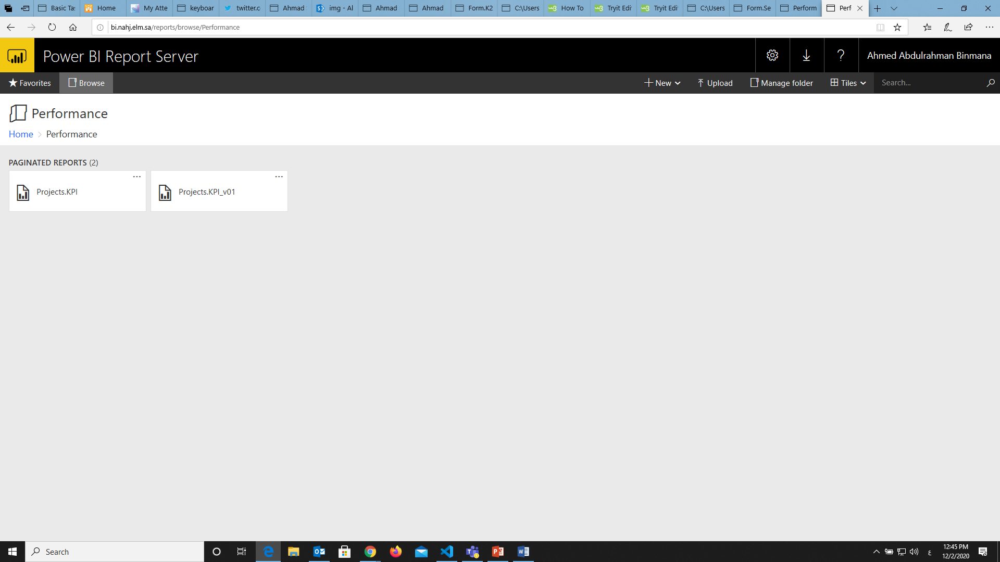 Basic Tas
Home
My Atte
keyboar
twitter.c
Ahmad
img - Al
Ahmad
Ahmad
Form.K2
C:\Users
How To
Tryit Edi
Tryit Edi
C:\Users
Form.Se
Perform
Perf
bi.nahj.elm.sa/reports/browse/Performance
Power BI Report Server
?
Ahmed Abdulrahman Binmana
Favorites
Browse
New
Upload
Manage folder
Tiles
Search...
Performance
Home > Performance
PAGINATED REPORTS (2)
Projects.KPI
Projects.KPI_v01
Search
ع
12:45 PM
12/2/2020